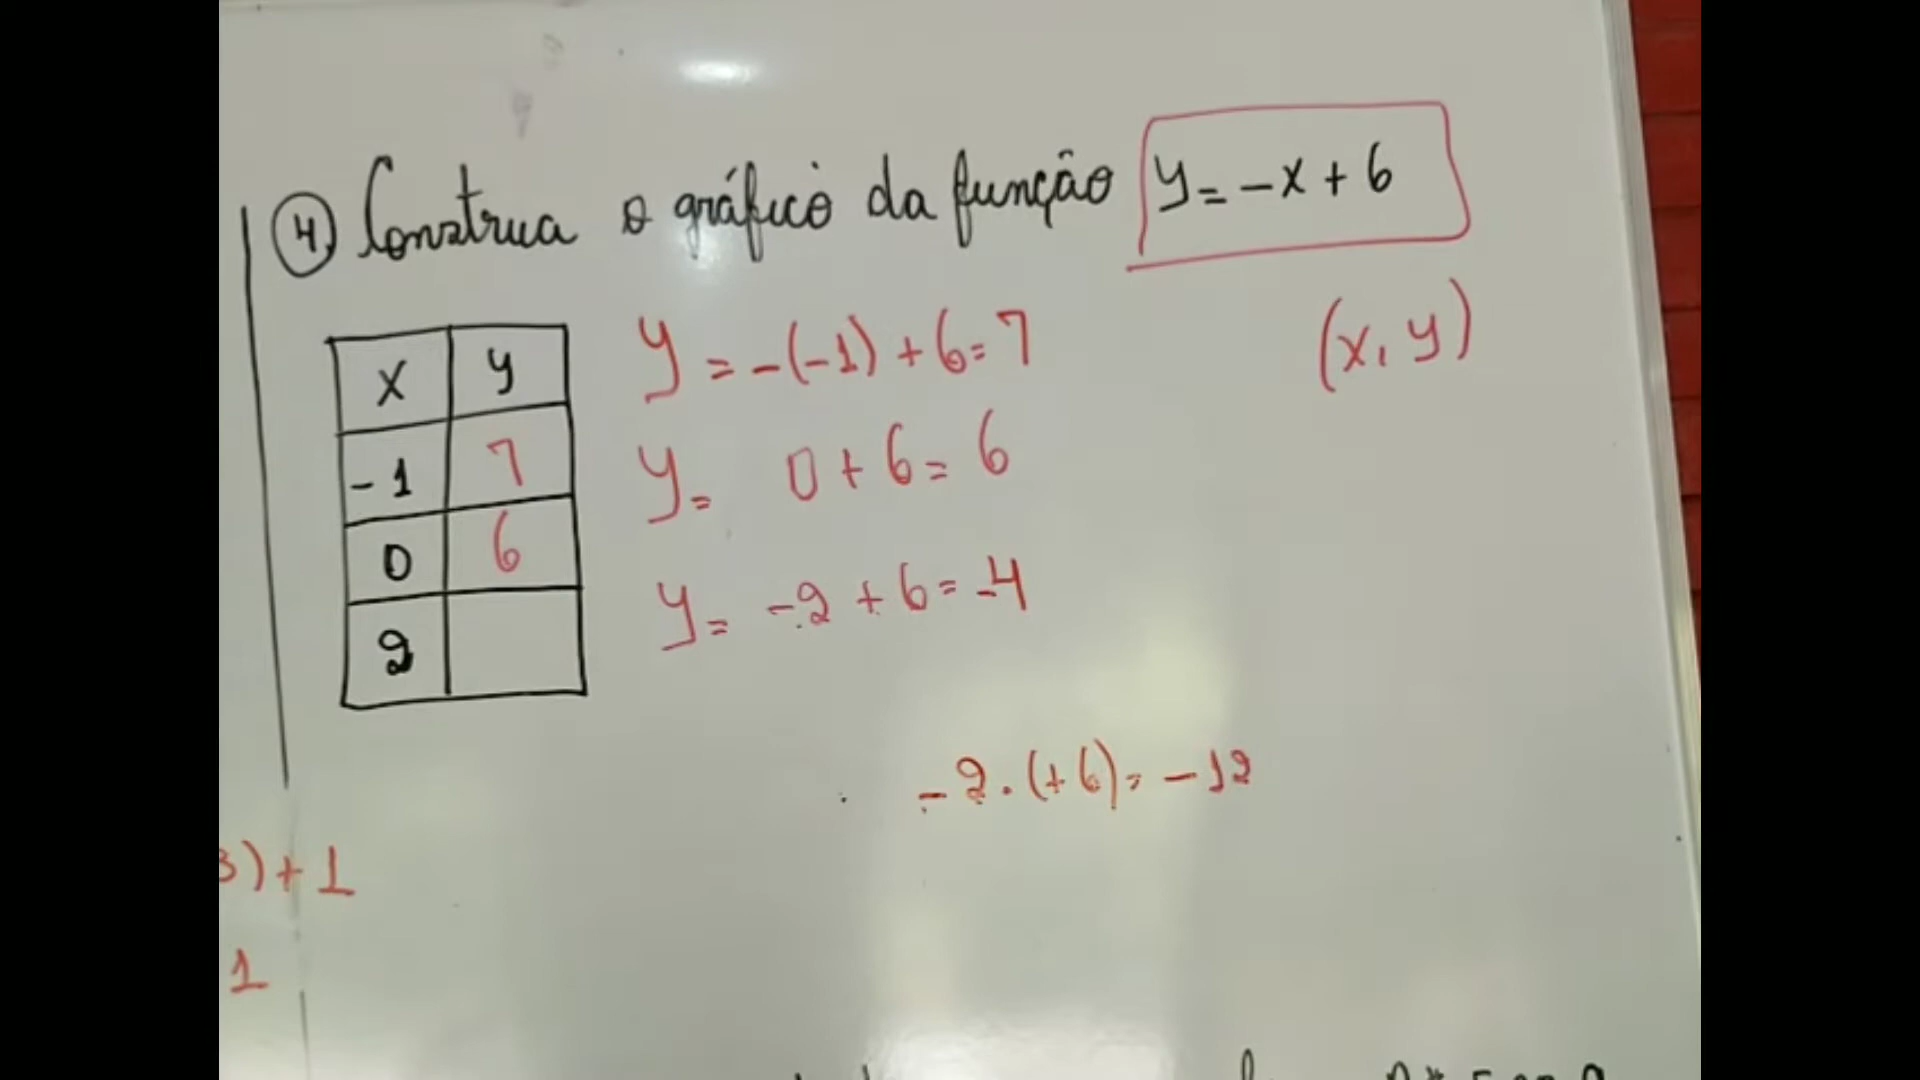 4 Construa o gráfico da função y = -x + 6
x y
-1 7
0 6
2
y = -(-1) + 6 = 7
y = 0 + 6 = 6
y = -2 + 6 = -4
(x, y)
-2 . (+6) = -12
3) + 1
1